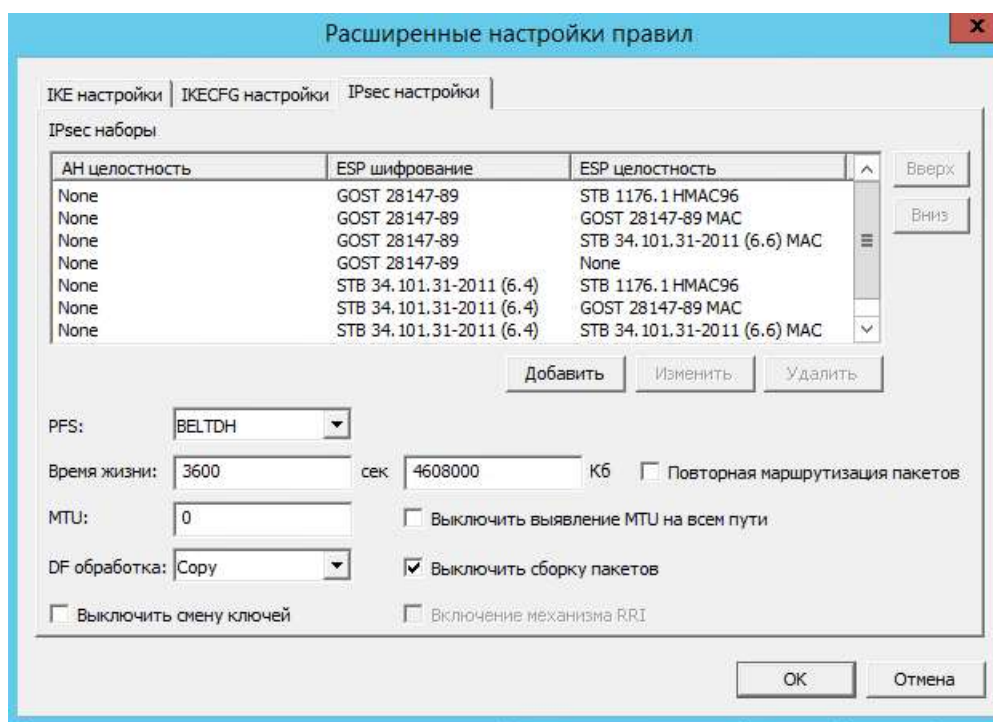 Расширенные настройки правил
x
IKE настройки IKECFG настройки IPsec настройки
IPsec наборы
AH целостность ESP шифрование ESP целостность
None GOST 28147-89 STB 1176.1 HMAC96
None GOST 28147-89 GOST 28147-89 MAC
None GOST 28147-89 STB 34.101.31-2011 (6.6) MAC
None GOST 28147-89 None
None STB 34.101.31-2011 (6.4) STB 1176.1 HMAC96
None STB 34.101.31-2011 (6.4) GOST 28147-89 MAC
None STB 34.101.31-2011 (6.4) STB 34.101.31-2011 (6.6) MAC
Вверх
Вниз
Добавить Изменить Удалить
PFS: BELTDH
Время жизни: 3600 сек 4608000 Кб Повторная маршрутизация пакетов
MTU: 0 Выключить выявление MTU на всем пути
DF обработка: Copy Выключить сборку пакетов
Выключить смену ключей Включение механизма RRI
OK Отмена